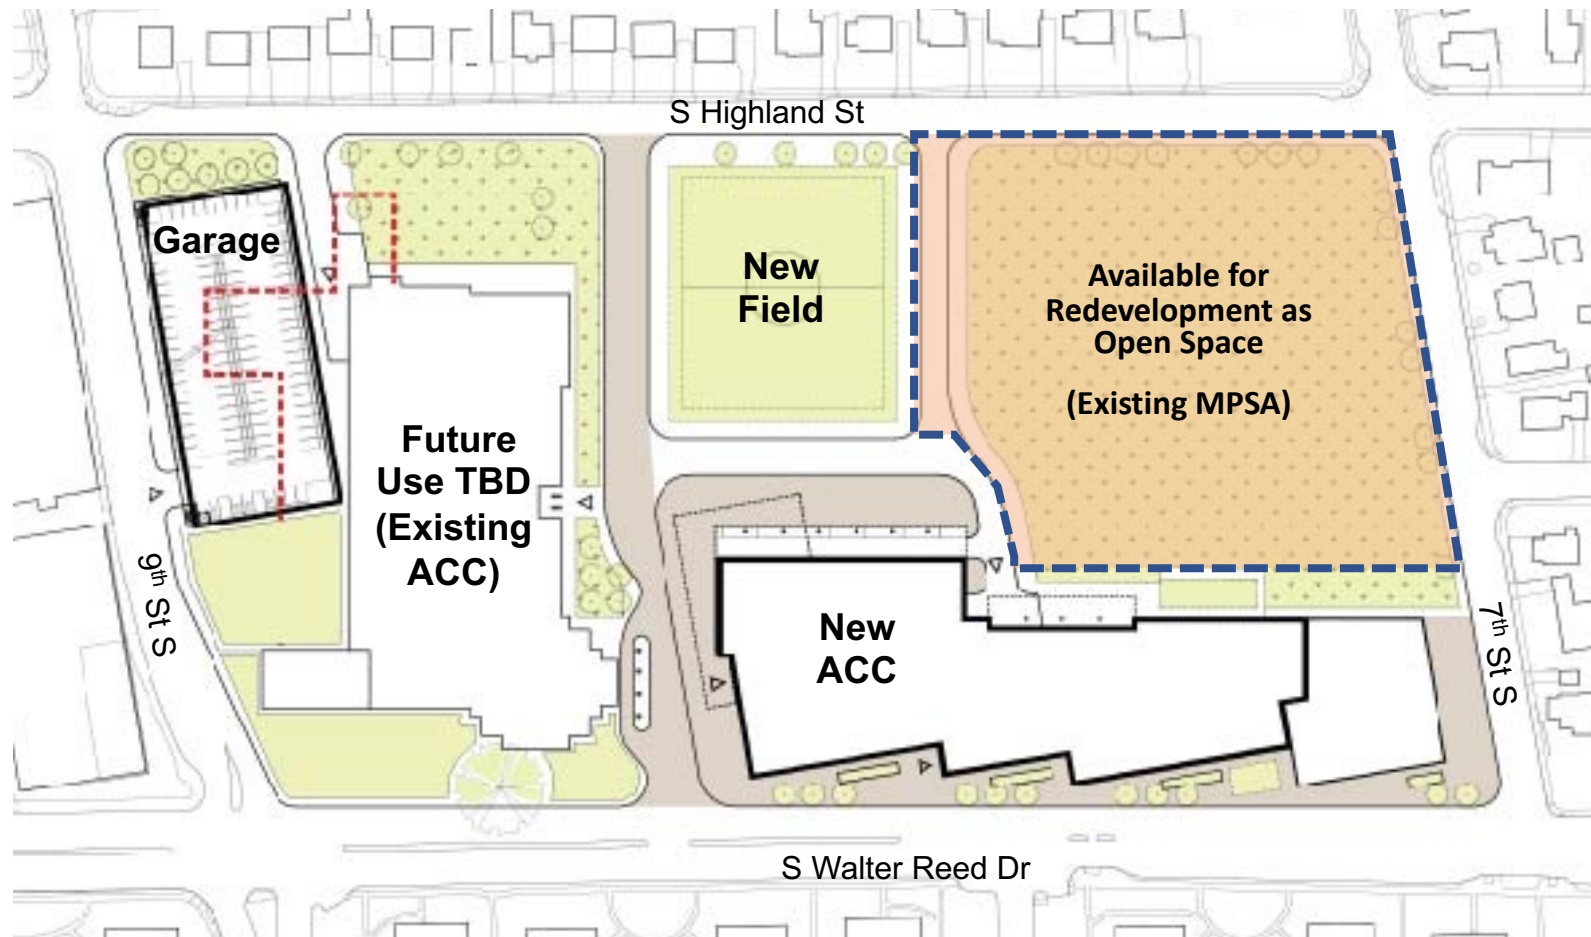 S Highland St
Garage
New
Field
Available for
Redevelopment as
Open Space
(Existing MPSA)
Future
Use TBD
(Existing
ACC)
9th St S
New
ACC
7th St S
S Walter Reed Dr